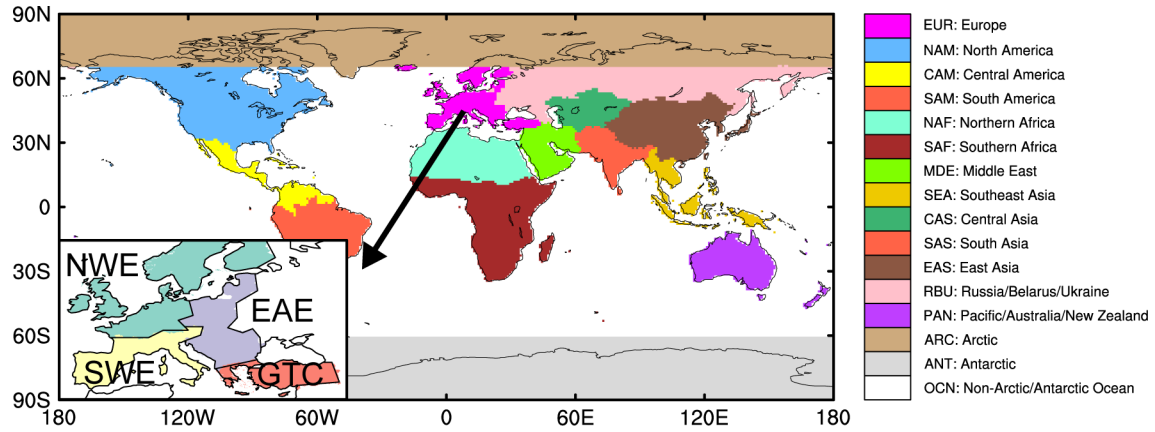 90N
60N
30N
0
30S
60S
90S
180
120W
60W
0
60E
120E
180
NWE
EAE
SWE
GTC
EUR: Europe
NAM: North America
CAM: Central America
SAM: South America
NAF: Northern Africa
SAF: Southern Africa
MDE: Middle East
SEA: Southeast Asia
CAS: Central Asia
SAS: South Asia
EAS: East Asia
RBU: Russia/Belarus/Ukraine
PAN: Pacific/Australia/New Zealand
ARC: Arctic
ANT: Antarctic
OCN: Non-Arctic/Antarctic Ocean